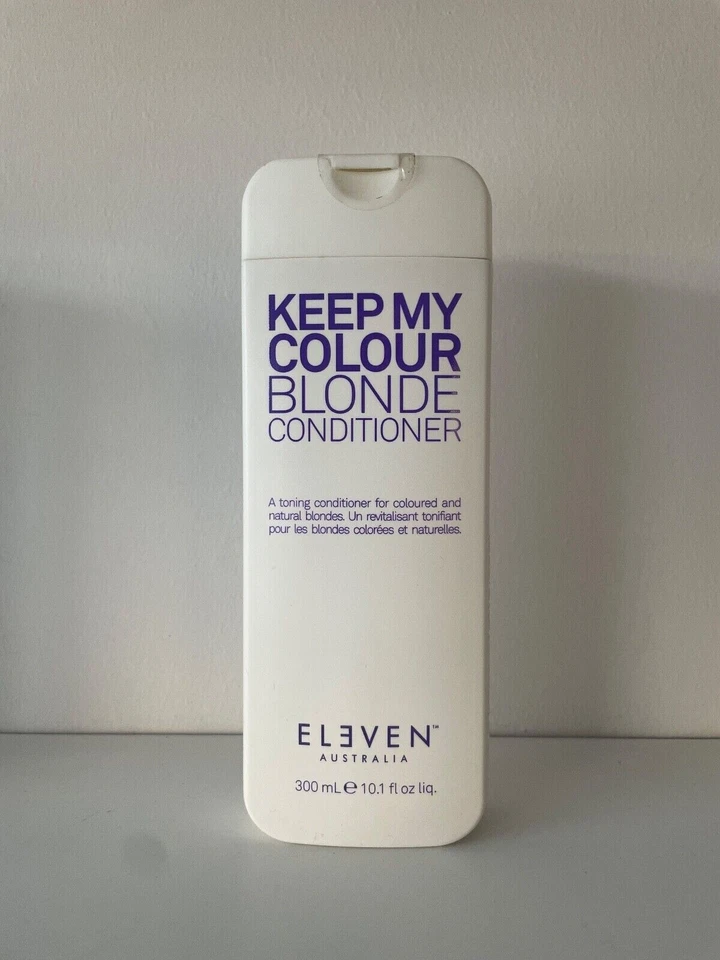 KEEP MY
COLOUR
BLONDE
CONDITIONER
A toning conditioner for coloured and
natural blondes. Un revitalisant tonifiant
pour les blondes colorées et naturelles.
ELEVEN™
AUSTRALIA
300 mL ℮ 10.1 fl oz liq.